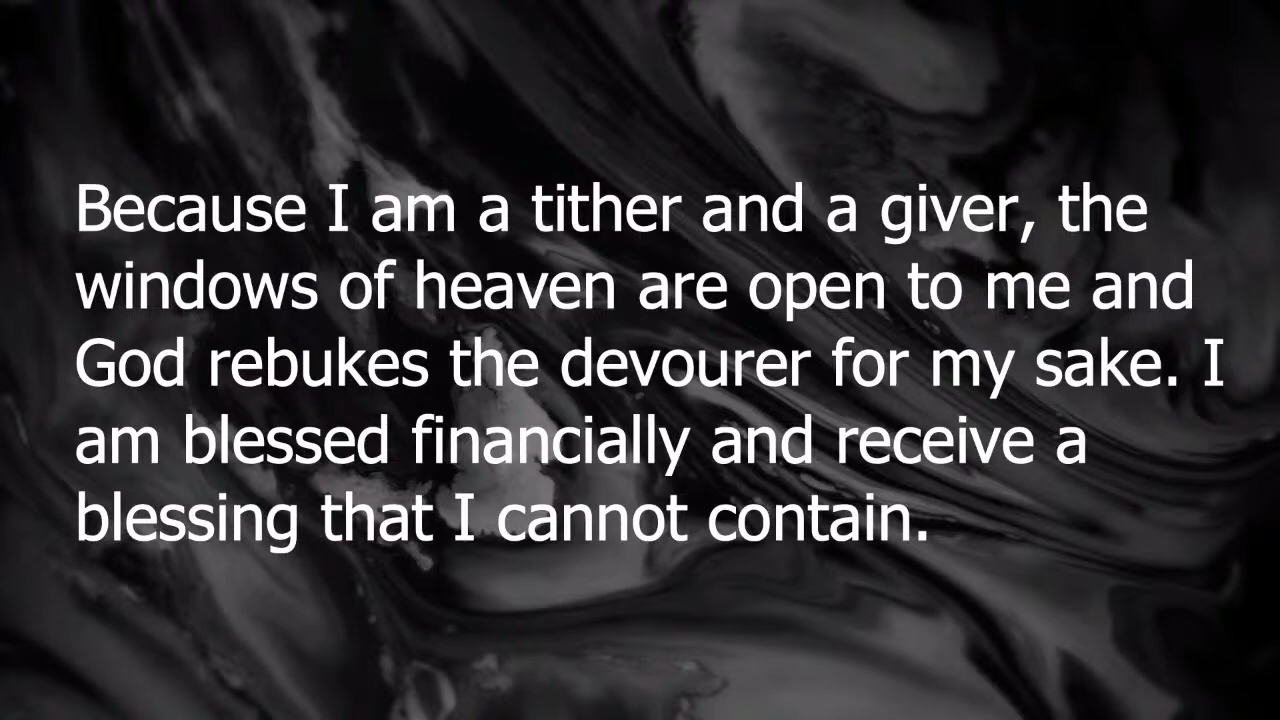 Because I am a tither and a giver, the
windows of heaven are open to me and
God rebukes the devourer for my sake. I
am blessed financially and receive a
blessing that I cannot contain.